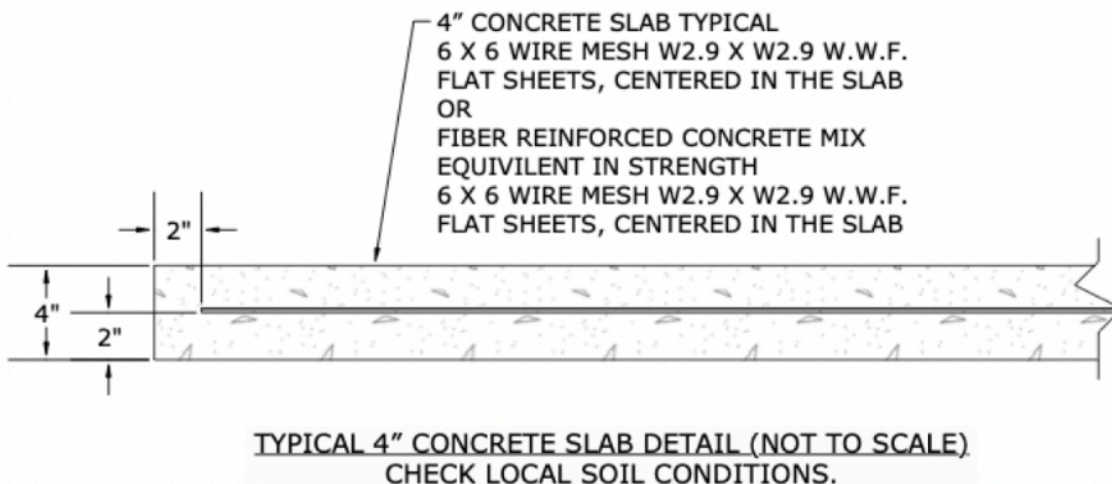 4″ CONCRETE SLAB TYPICAL
6 X 6 WIRE MESH W2.9 X W2.9 W.W.F.
FLAT SHEETS, CENTERED IN THE SLAB
OR
FIBER REINFORCED CONCRETE MIX
EQUIVILENT IN STRENGTH
6 X 6 WIRE MESH W2.9 X W2.9 W.W.F.
FLAT SHEETS, CENTERED IN THE SLAB
2"
4"
2"
TYPICAL 4″ CONCRETE SLAB DETAIL (NOT TO SCALE)
CHECK LOCAL SOIL CONDITIONS.